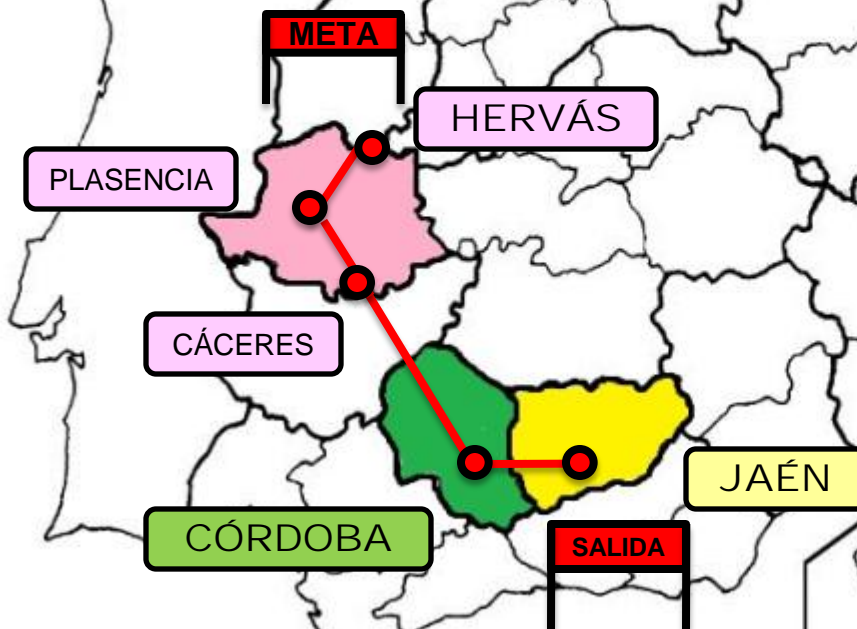 META
HERVÁS
PLASENCIA
CÁCERES
JAÉN
CÓRDOBA
SALIDA